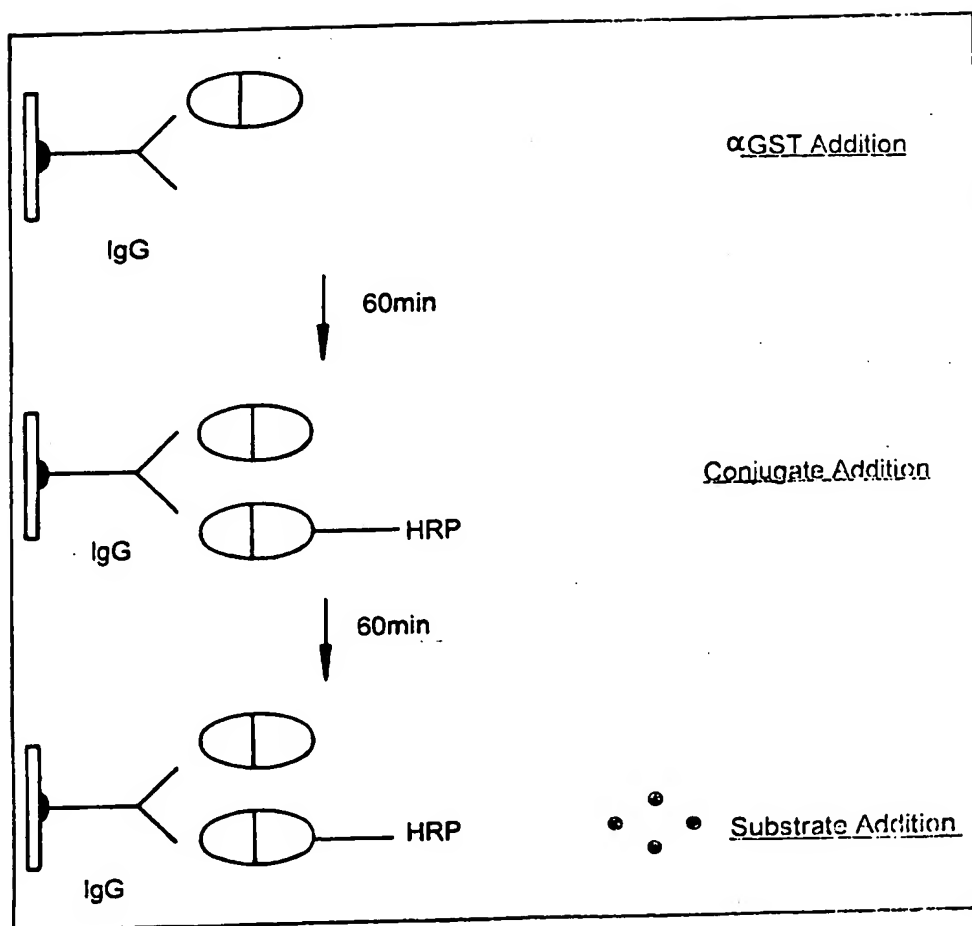 αGST Addition
IgG
60min
Conjugate Addition
HRP
IgG
60min
HRP
Substrate Addition
IgG